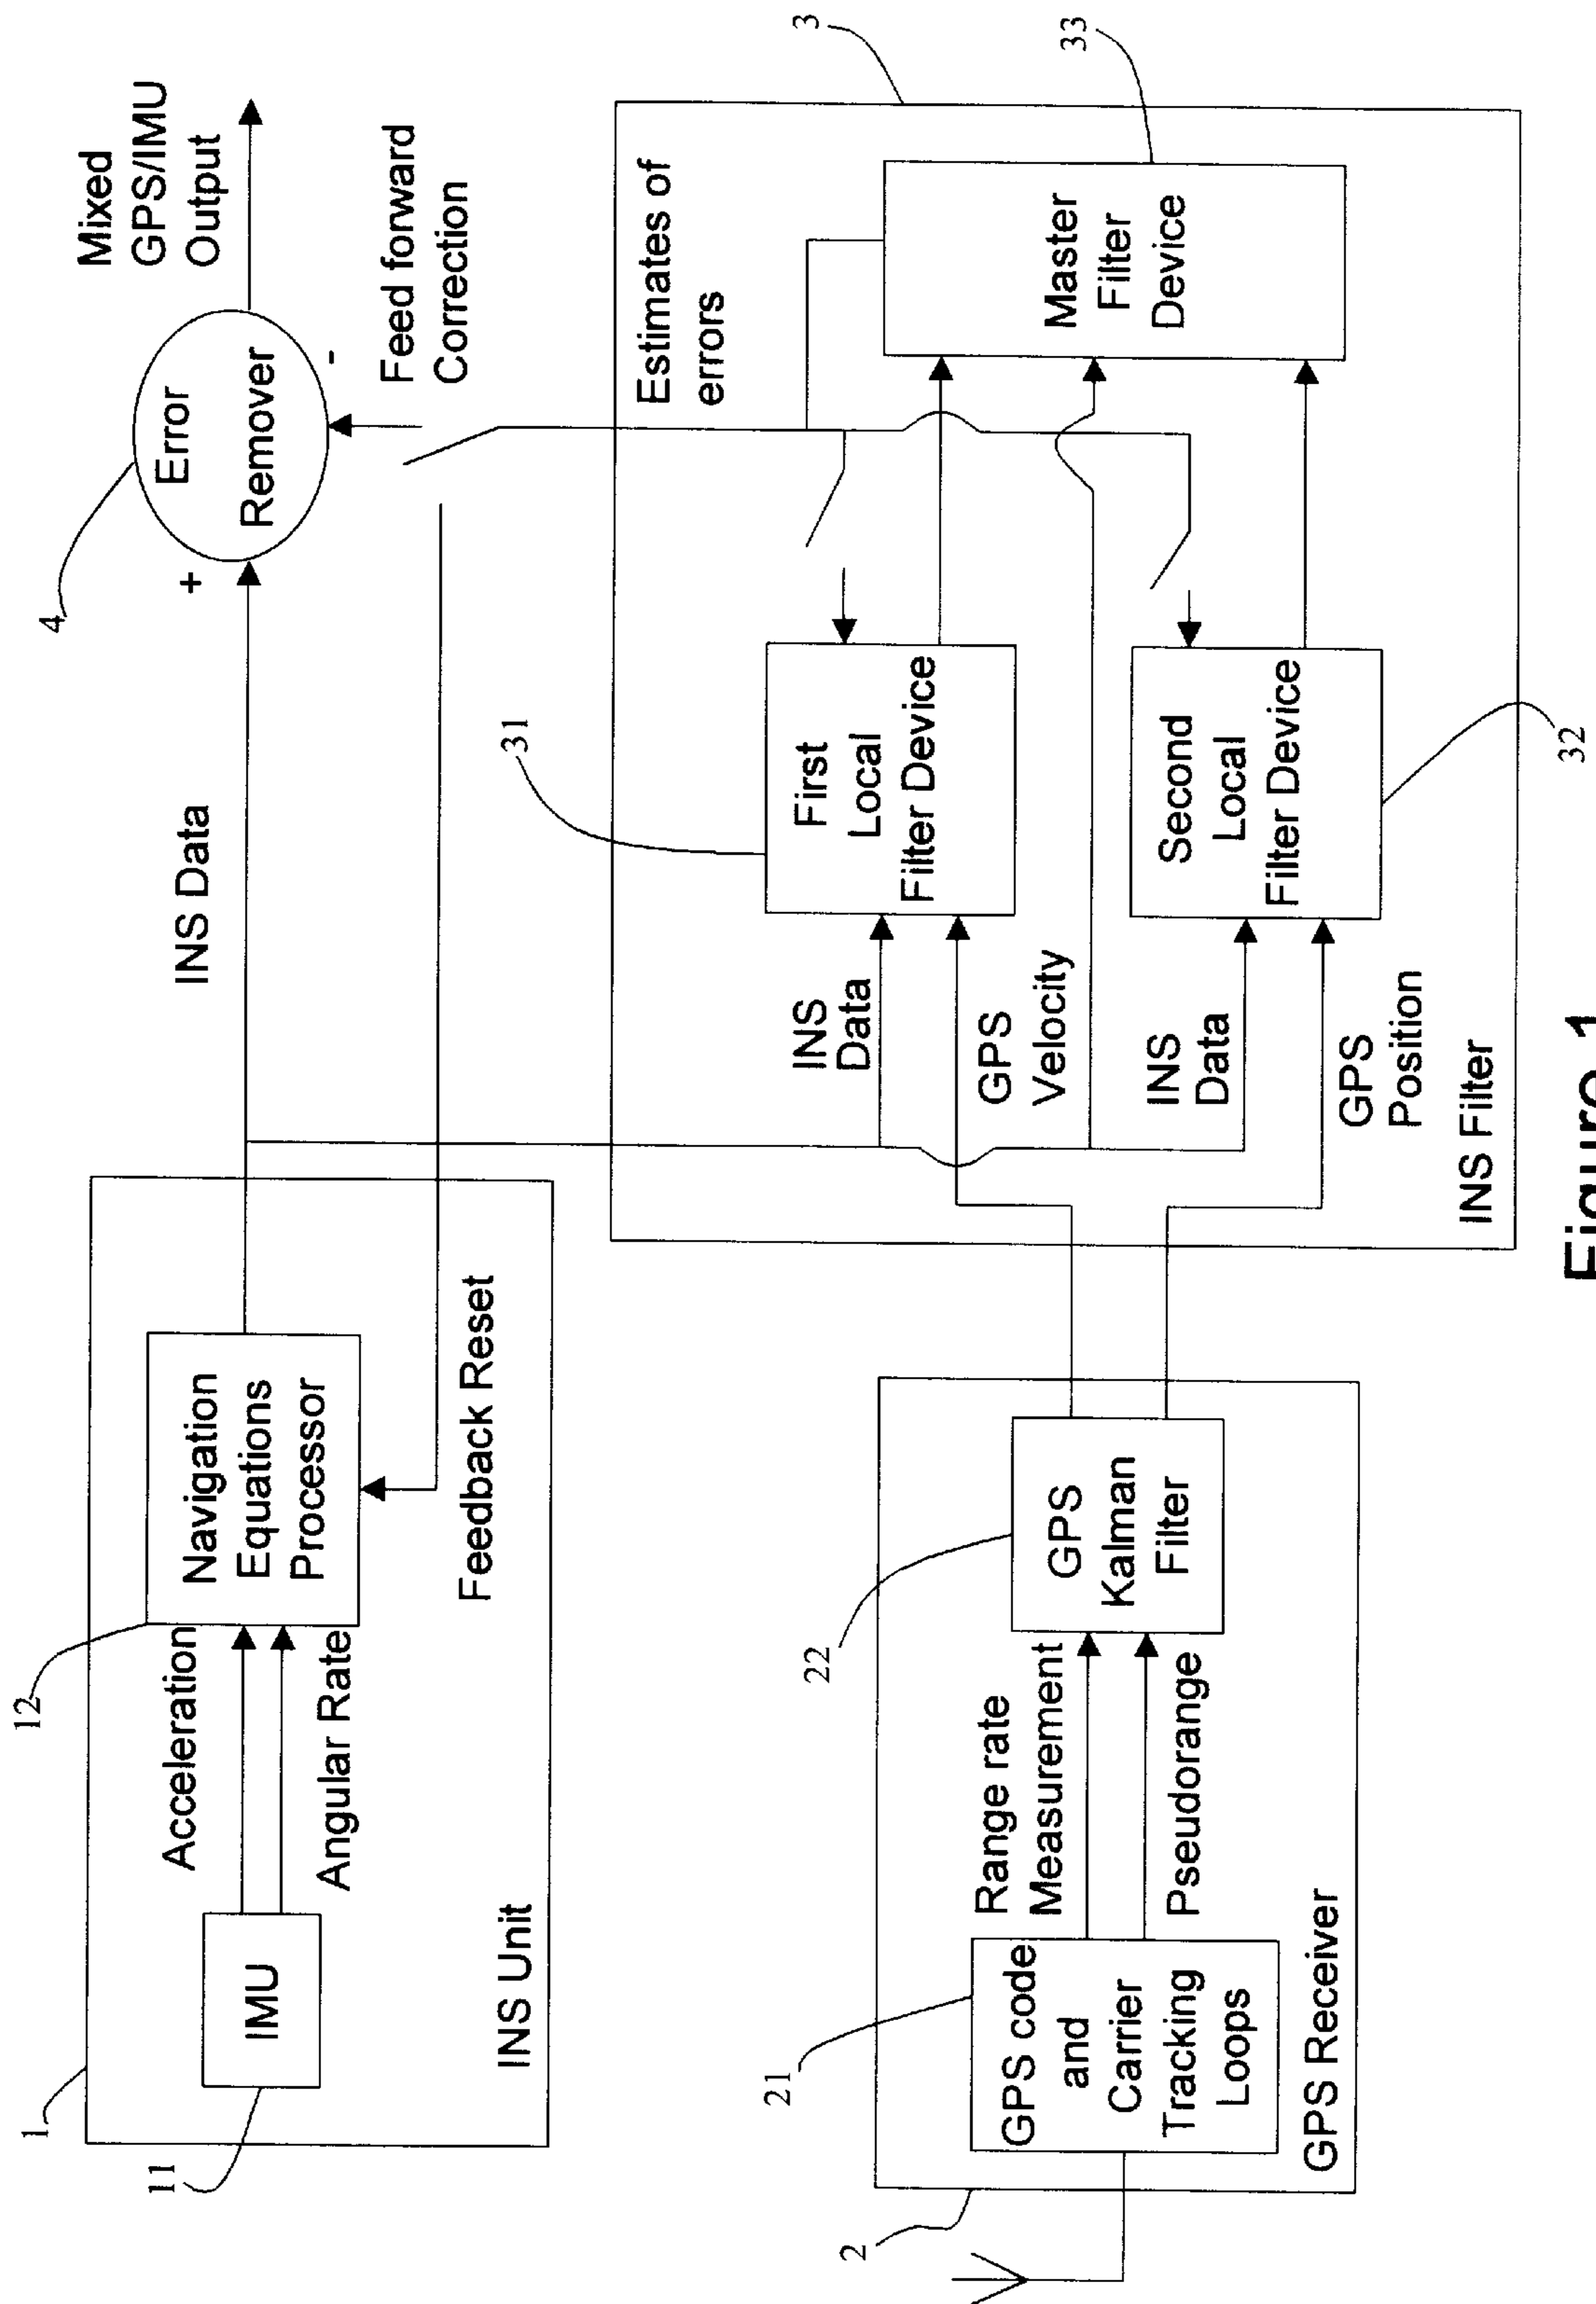 1
11
IMU
12
Acceleration
Angular Rate
Navigation
Equations
Processor
Feedback Reset
INS Unit
INS Data
4
+
-
Error
Remover
Mixed
GPS/IMU
Output
Feed forward
Correction
2
21
GPS code
and
Carrier
Tracking
Loops
Range rate
Measurement
Pseudorange
22
GPS
Kalman
Filter
GPS Receiver
3
31
INS
Data
GPS
Velocity
First
Local
Filter Device
INS
Data
GPS
Position
Second
Local
Filter Device
32
Estimates of
errors
33
Master
Filter
Device
INS Filter
Figure 1